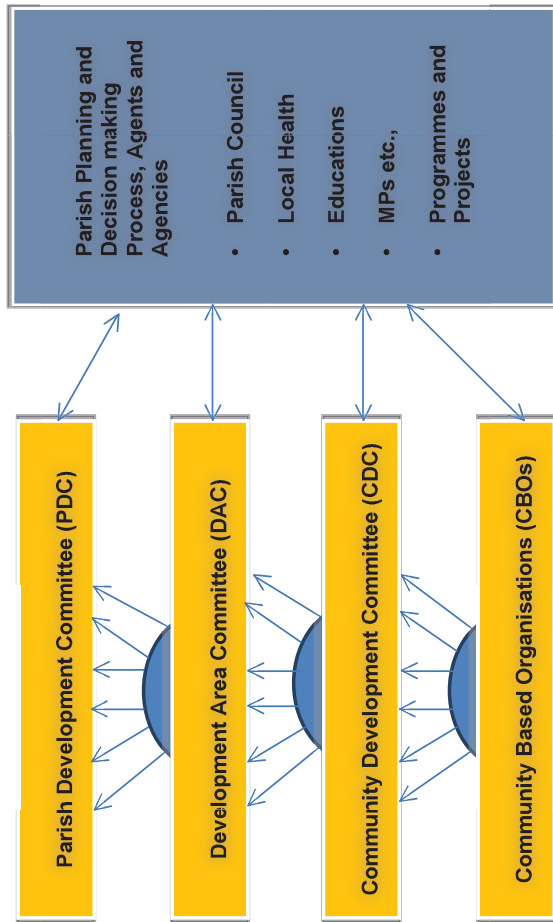 Parish Development Committee (PDC)
Development Area Committee (DAC)
Community Development Committee (CDC)
Community Based Organisations (CBOs)
Parish Planning and
Decision making
Process, Agents and
Agencies
• Parish Council
• Local Health
• Educations
• MPs etc.,
• Programmes and
Projects